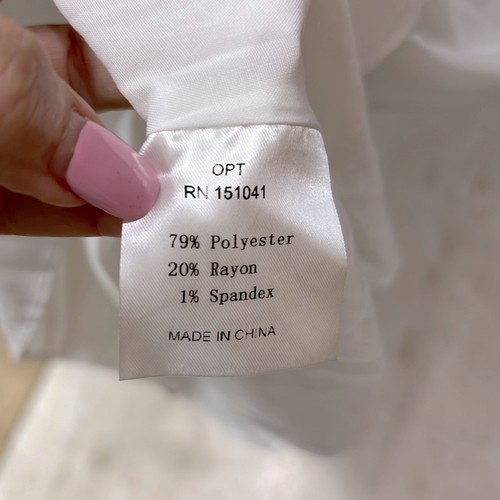 OPT
RN 151041
79% Polyester
20% Rayon
1% Spandex
MADE IN CHINA